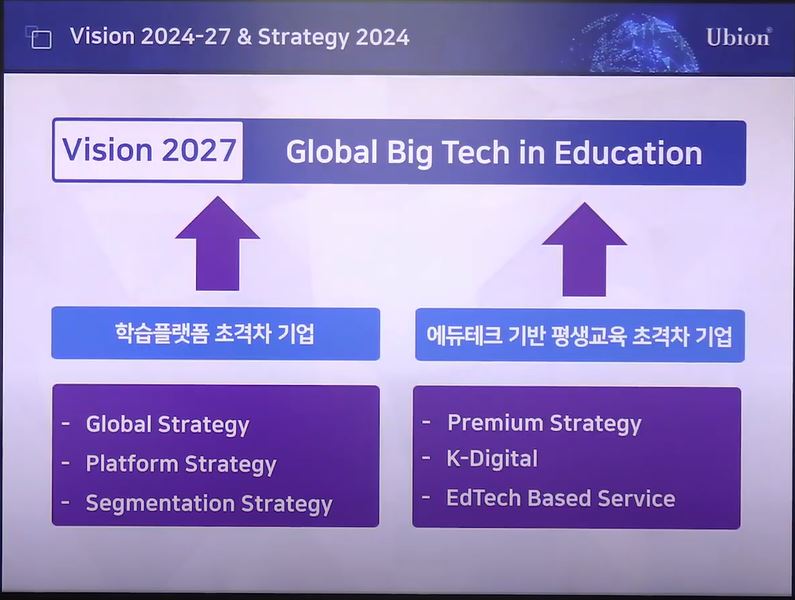 Vision 2024-27 & Strategy 2024
Ubion®
Vision 2027
Global Big Tech in Education
학습플랫폼 초격차 기업
에듀테크 기반 평생교육 초격차 기업
- Global Strategy
- Platform Strategy
- Segmentation Strategy
- Premium Strategy
- K-Digital
- EdTech Based Service